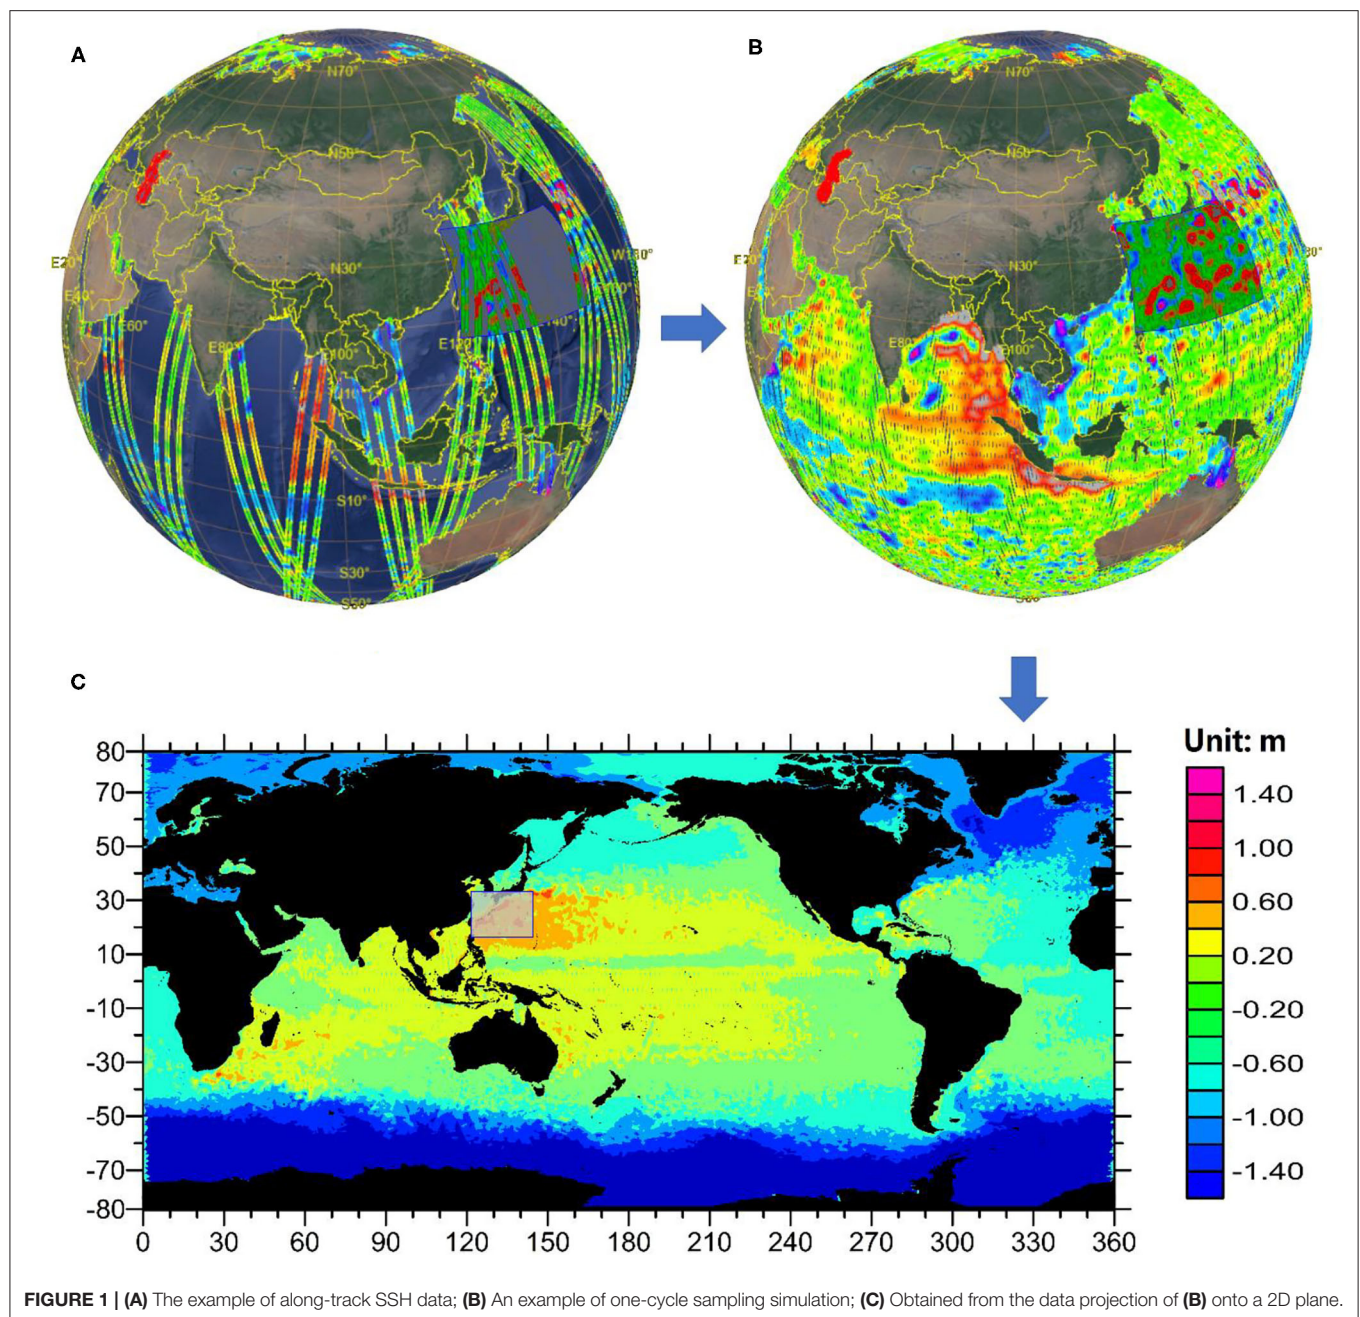 A
B
N70°
N50°
N30°
E20°
E40°
E60°
E80°
E100°
E120°
S10°
S30°
S50°
N70°
N50°
N30°
E80°
C
Unit: m
80
70
50
30
10
-10
-30
-50
-70
-80
0 30 60 90 120 150 180 210 240 270 300 330 360
1.40
1.00
0.60
0.20
-0.20
-0.60
-1.00
-1.40
FIGURE 1 | (A) The example of along-track SSH data; (B) An example of one-cycle sampling simulation; (C) Obtained from the data projection of (B) onto a 2D plane.